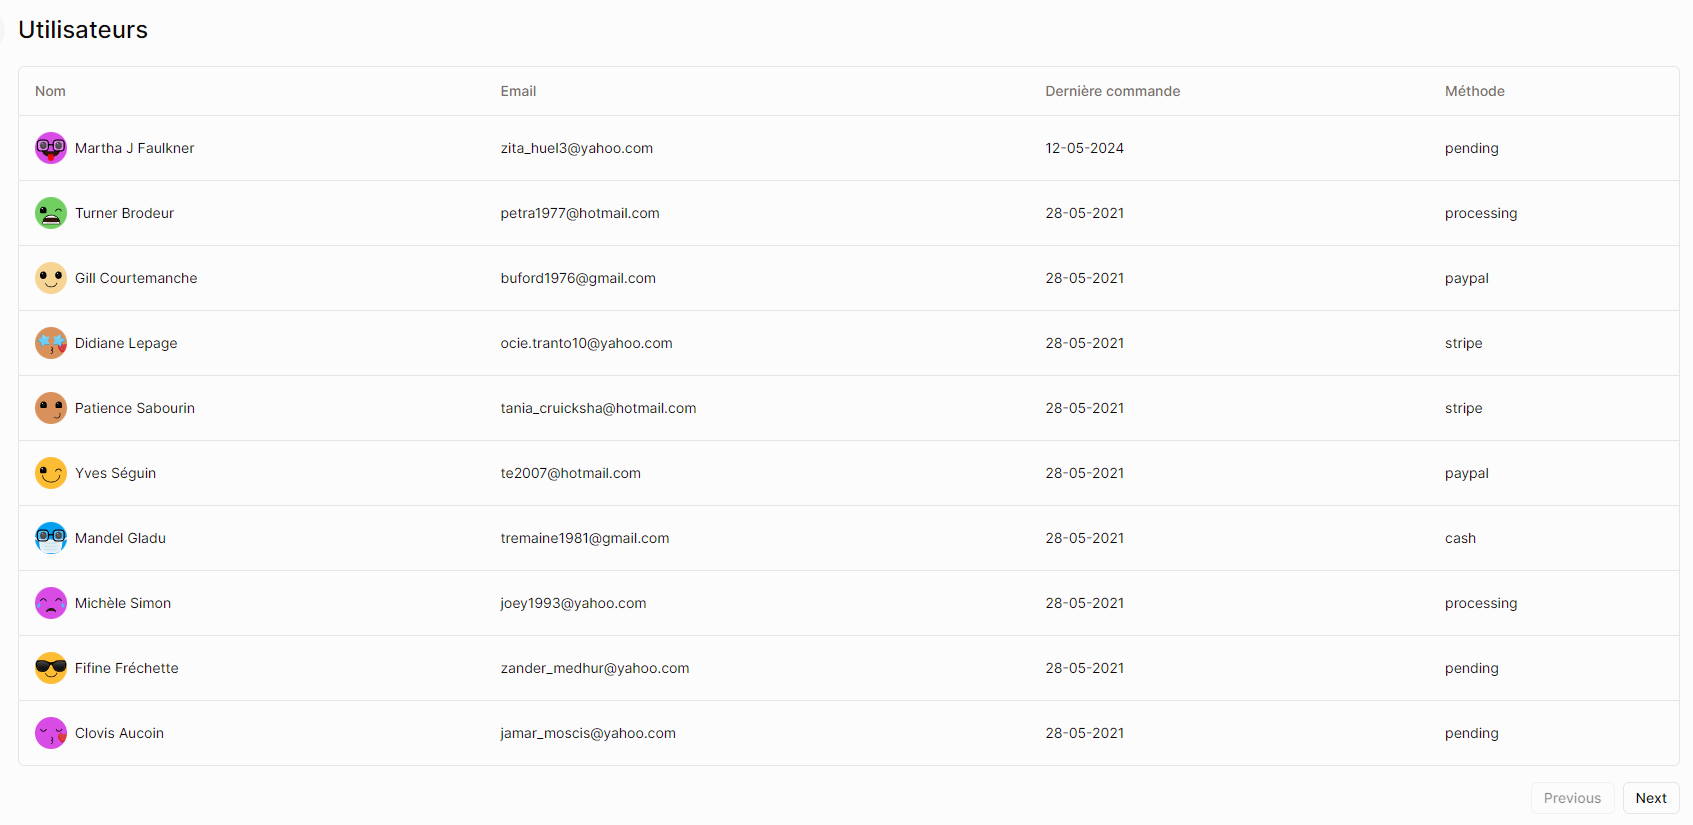 Utilisateurs
Nom Email Dernière commande Méthode
Martha J Faulkner zita_huel3@yahoo.com 12-05-2024 pending
Turner Brodeur petra1977@hotmail.com 28-05-2021 processing
Gill Courtemanche buford1976@gmail.com 28-05-2021 paypal
Didiane Lepage ocie.tranto10@yahoo.com 28-05-2021 stripe
Patience Sabourin tania_cruicksha@hotmail.com 28-05-2021 stripe
Yves Séguin te2007@hotmail.com 28-05-2021 paypal
Mandel Gladu tremaine1981@gmail.com 28-05-2021 cash
Michèle Simon joey1993@yahoo.com 28-05-2021 processing
Fifine Fréchette zander_medhur@yahoo.com 28-05-2021 pending
Clovis Aucoin jamar_moscis@yahoo.com 28-05-2021 pending
Previous Next